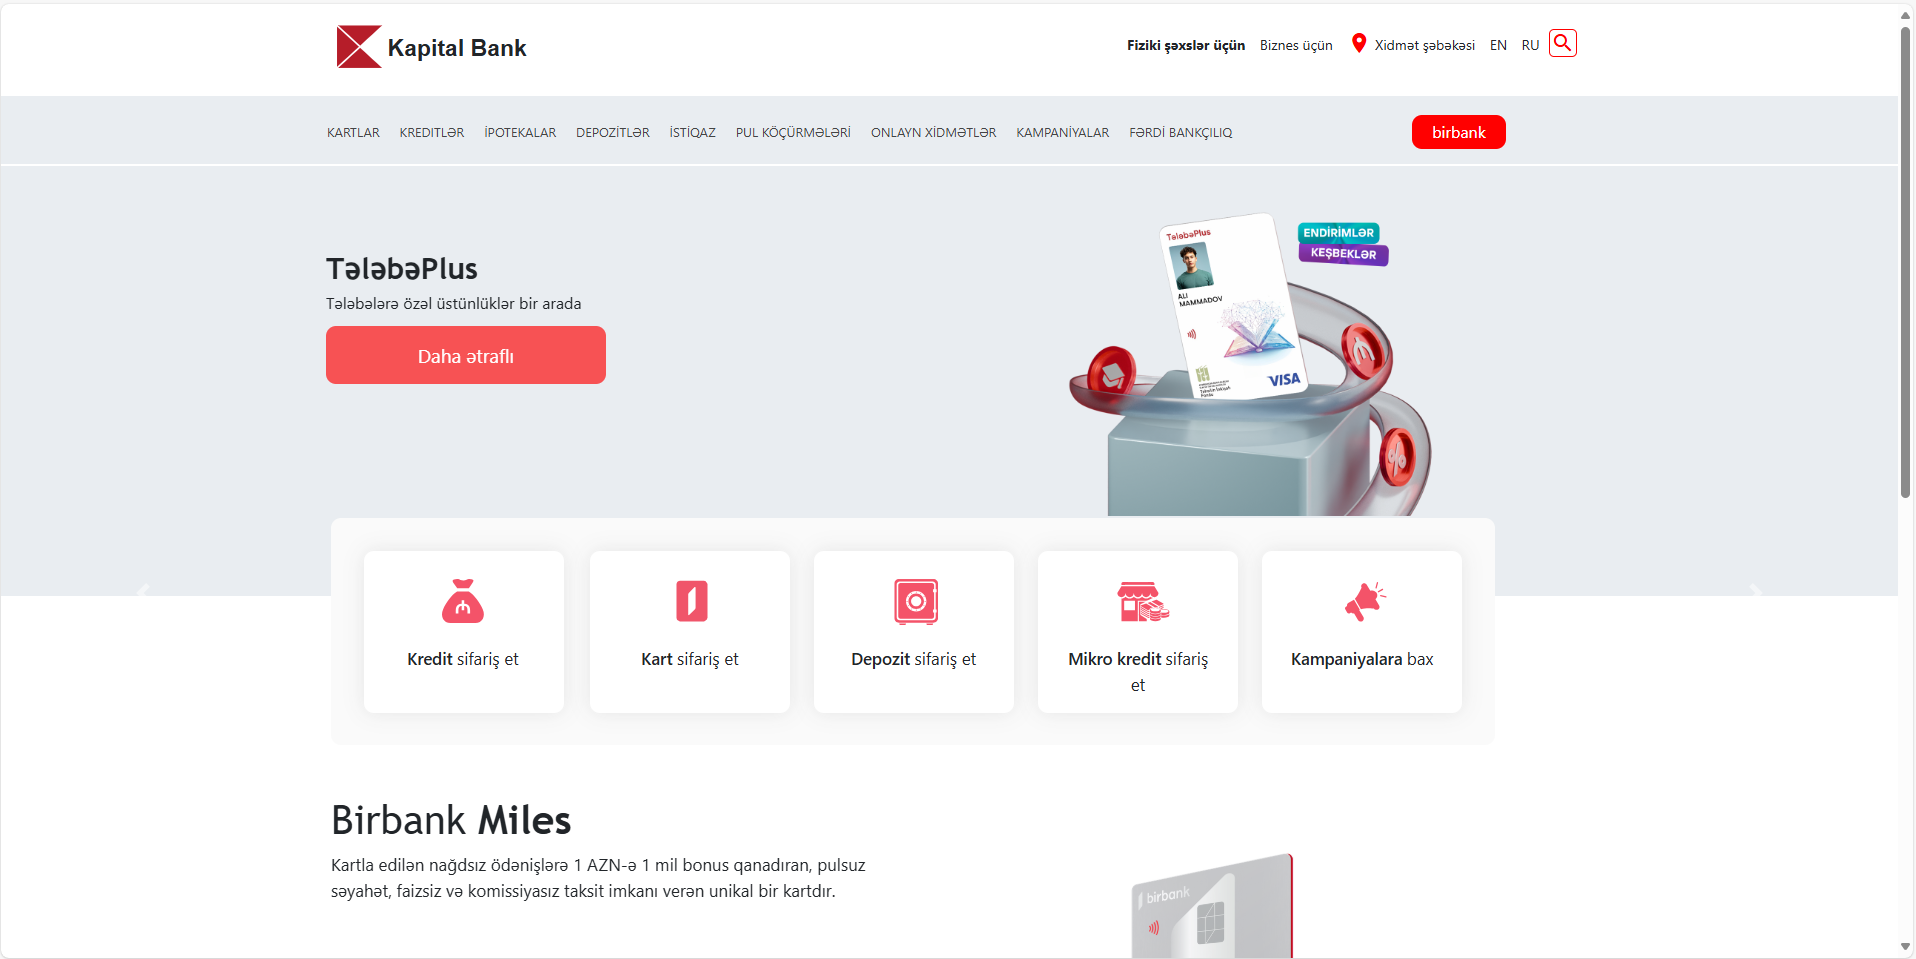 Kapital Bank
Fiziki şəxslər üçün Biznes üçün Xidmət şəbəkəsi EN RU
KARTLAR KREDITLƏR İPOTEKALAR DEPOZİTLƏR İSTİQAZ PUL KÖÇÜRMƏLƏRİ ONLAYN XİDMƏTLƏR KAMPANİYALAR FƏRDİ BANKÇILIQ birbank
TələbəPlus
Tələbələrə özəl üstünlüklər bir arada
Daha ətraflı
TələbəPlus
ALI
MAMMADOV
VISA
ENDİRİMLƏR
KEŞBEKLƏR
Kredit sifariş et
Kart sifariş et
Depozit sifariş et
Mikro kredit sifariş
et
Kampaniyalara bax
Birbank Miles
Kartla edilən nağdsız ödənişlərə 1 AZN-ə 1 mil bonus qanadıran, pulsuz
səyahət, faizsiz və komissiyasız taksit imkanı verən unikal bir kartdır.
birbank